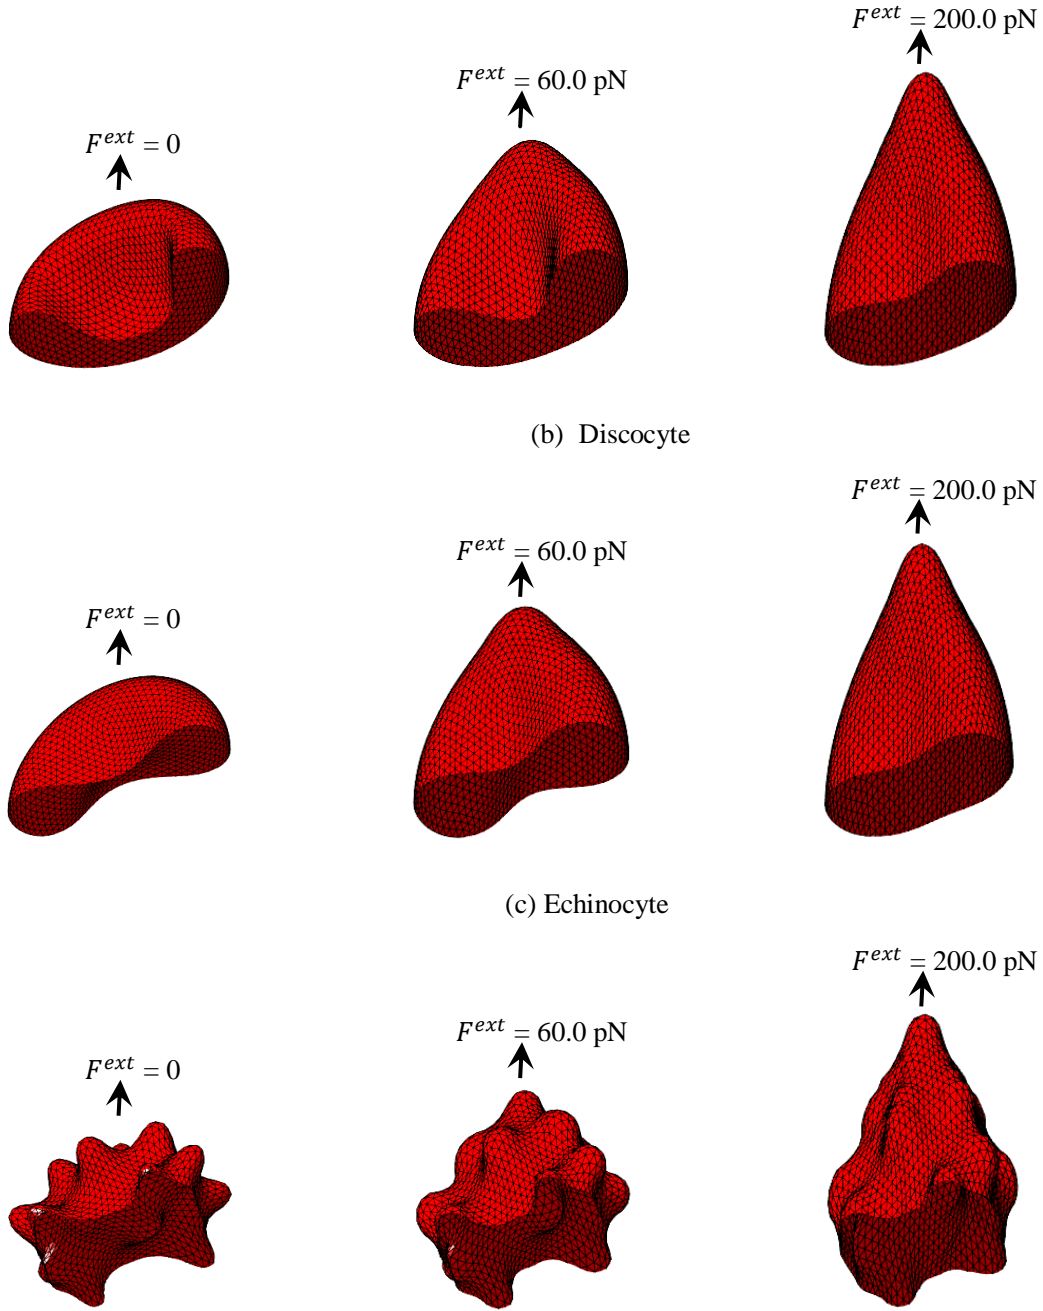 F^ext = 200.0 pN
F^ext = 60.0 pN
F^ext = 0
(b) Discocyte
F^ext = 200.0 pN
F^ext = 60.0 pN
F^ext = 0
(c) Echinocyte
F^ext = 200.0 pN
F^ext = 60.0 pN
F^ext = 0